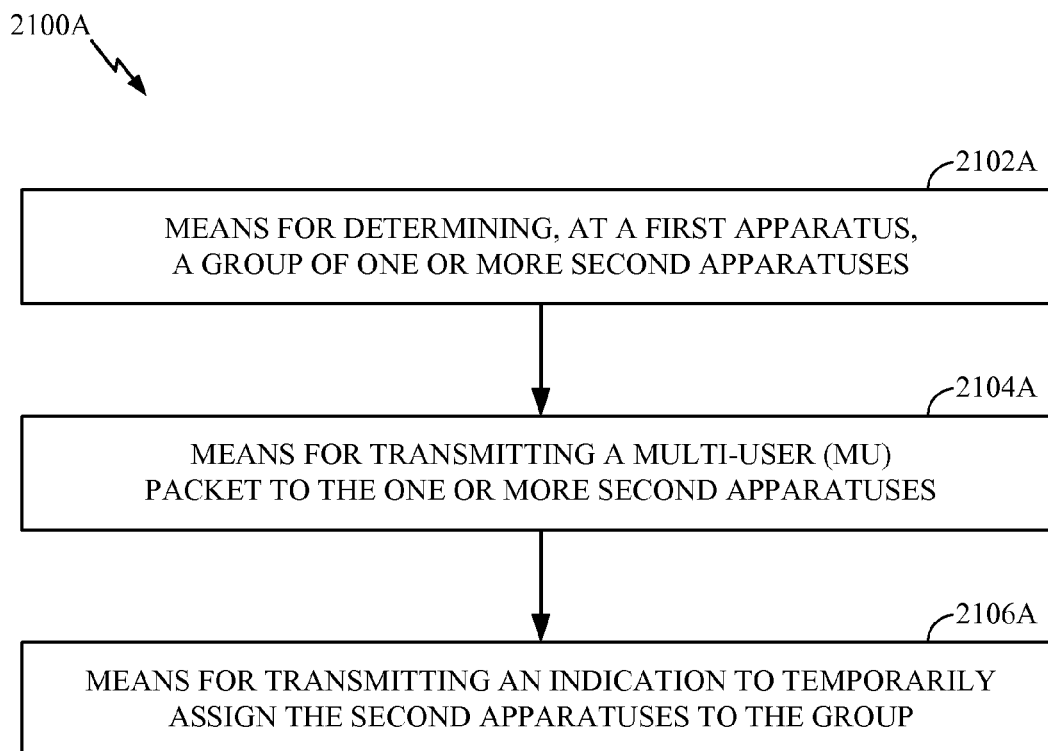 2100A
2102A
MEANS FOR DETERMINING, AT A FIRST APPARATUS,
A GROUP OF ONE OR MORE SECOND APPARATUSES
2104A
MEANS FOR TRANSMITTING A MULTI-USER (MU)
PACKET TO THE ONE OR MORE SECOND APPARATUSES
2106A
MEANS FOR TRANSMITTING AN INDICATION TO TEMPORARILY
ASSIGN THE SECOND APPARATUSES TO THE GROUP